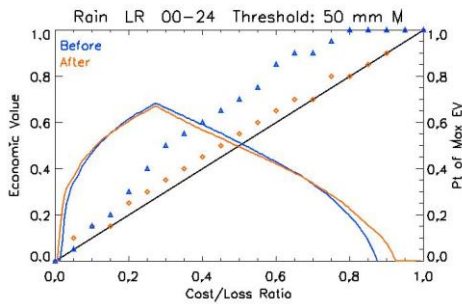 Rain LR 00-24 Threshold: 50 mm M
Before
After
Economic Value
Pt of Max EV
1.0
0.8
0.6
0.4
0.2
0.0
1.0
0.8
0.6
0.4
0.2
0.0
0.0 0.2 0.4 0.6 0.8 1.0
Cost/Loss Ratio